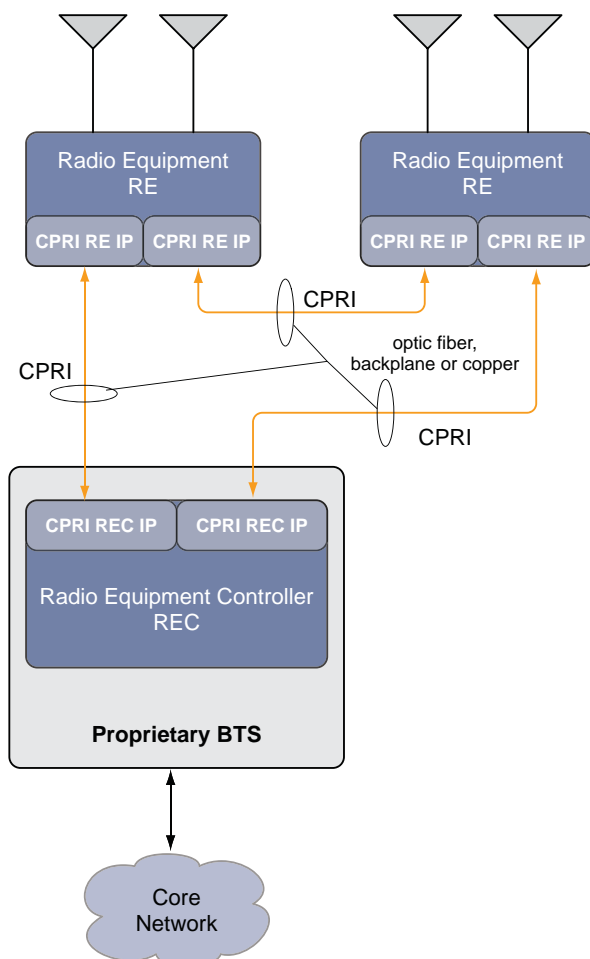 Radio Equipment
RE
CPRI RE IP
CPRI RE IP
Radio Equipment
RE
CPRI RE IP
CPRI RE IP
CPRI
optic fiber,
backplane or copper
CPRI
CPRI
CPRI REC IP
CPRI REC IP
Radio Equipment Controller
REC
Proprietary BTS
Core
Network